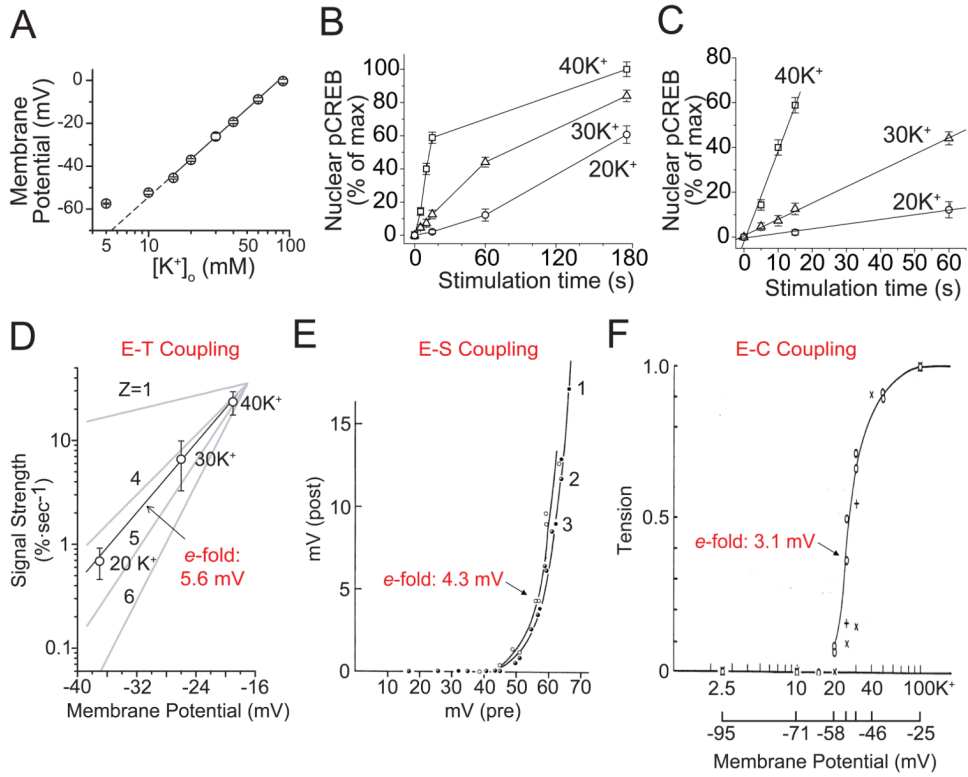 A
Membrane
Potential (mV)
0
-20
-40
-60
5
10
100
[K+]o (mM)
B
Nuclear pCREB
(% of max)
100
80
60
40
20
0
40K+
30K+
20K+
0
60
120
180
Stimulation time (s)
C
Nuclear pCREB
(% of max)
80
60
40
20
0
40K+
30K+
20K+
0
20
40
60
Stimulation time (s)
D
E-T Coupling
Signal Strength
(%·sec-1)
10
1
0.1
Z=1
4
5
6
40K+
30K+
20 K+
e-fold:
5.6 mV
-40
-32
-24
-16
Membrane Potential (mV)
E
E-S Coupling
mV (post)
15
10
5
0
1
2
3
e-fold: 4.3 mV
10 20 30 40 50 60 70
mV (pre)
F
E-C Coupling
Tension
1.0
0.5
0
e-fold: 3.1 mV
2.5
10
20
40
100K+
-95
-71
-58
-46
-25
Membrane Potential (mV)